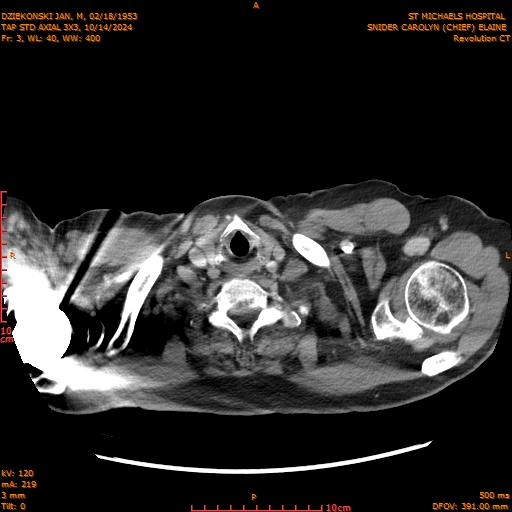 A
DZIEKONSKI JAN, M, 02/18/1953
TAP STD AXIAL 3X3, 10/14/2024
Fr: 3, WL: 40, WW: 400
ST MICHAELS HOSPITAL
SNIDER CAROLYN (CHIEF) ELAINE
Revolution CT
R
L
10
cm
kV: 120
mA: 219
3 mm
Tilt: 0
P
10cm
500 ms
DFOV: 391.00 mm